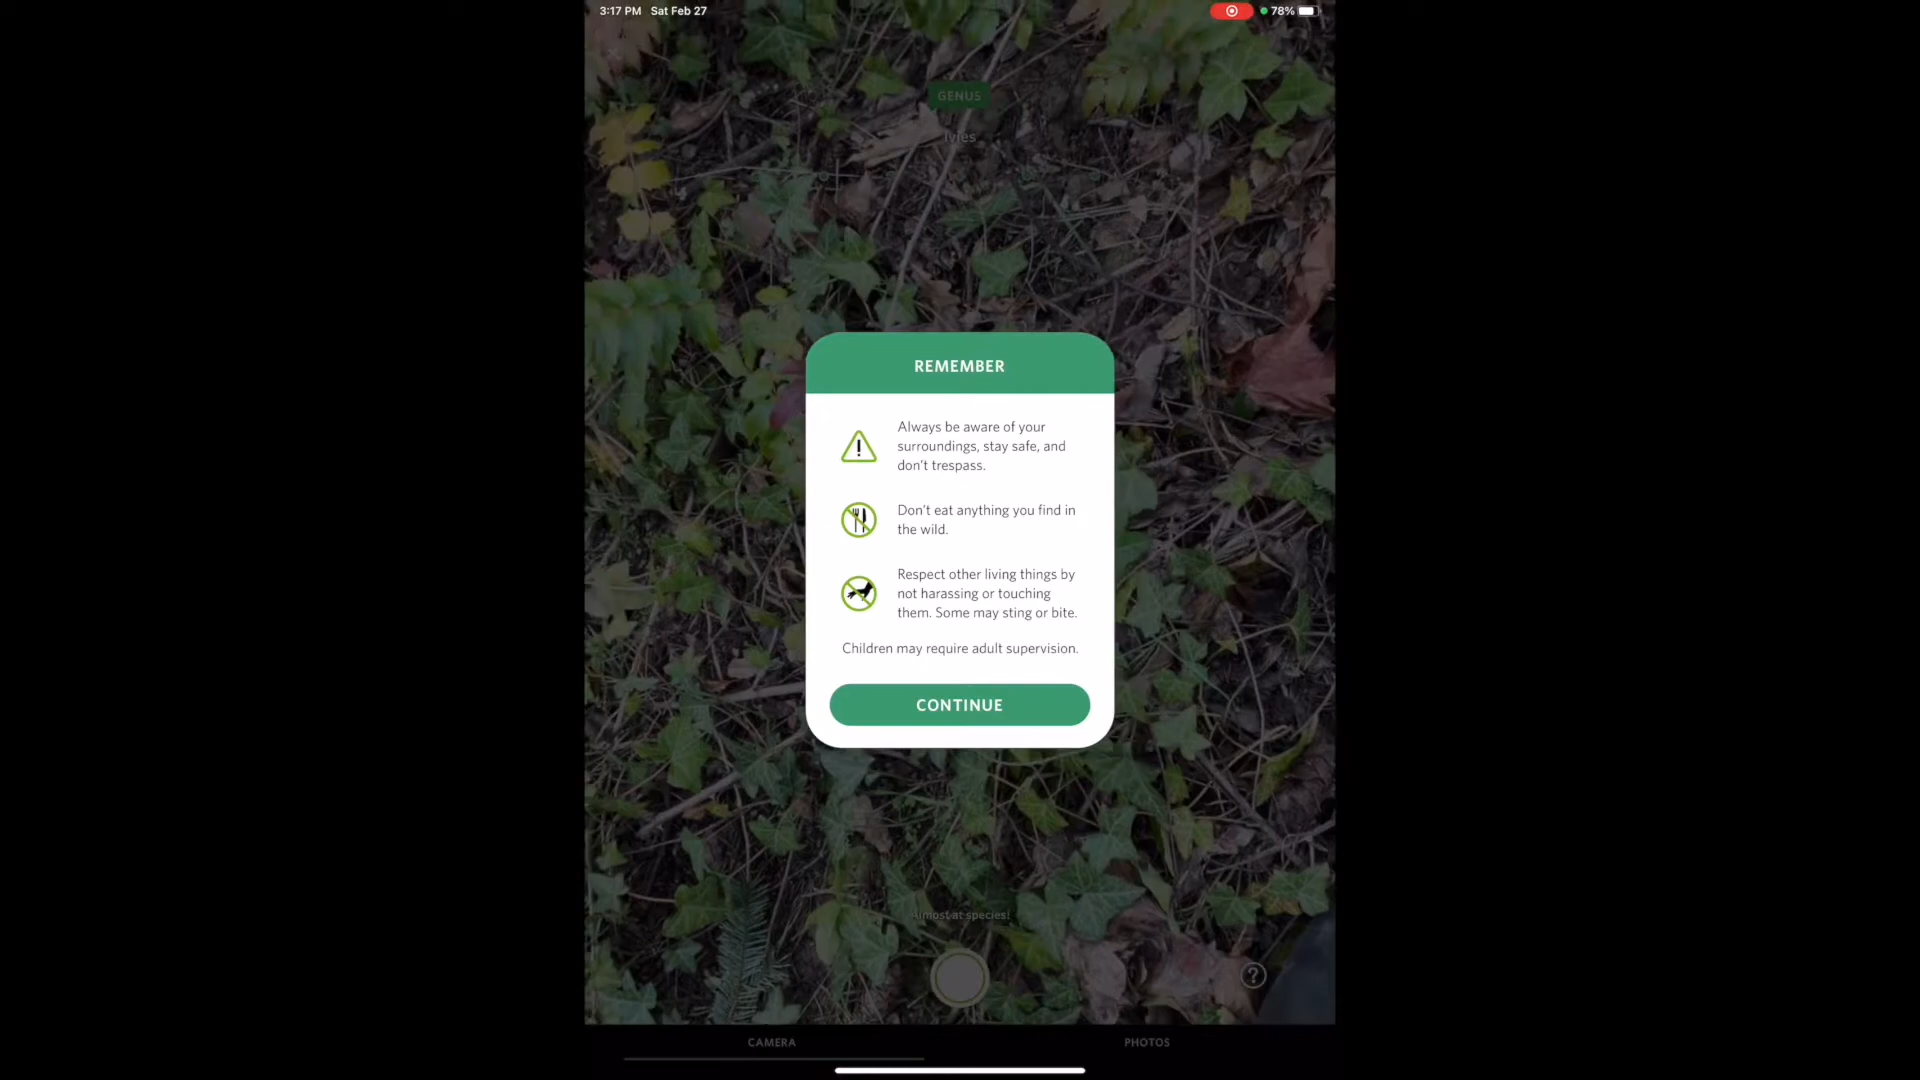 3:17 PM Sat Feb 27
78%
GENUS
Ivies
REMEMBER
Always be aware of your
surroundings, stay safe, and
don't trespass.
Don't eat anything you find in
the wild.
Respect other living things by
not harassing or touching
them. Some may sting or bite.
Children may require adult supervision.
CONTINUE
Almost at species!
?
CAMERA
PHOTOS